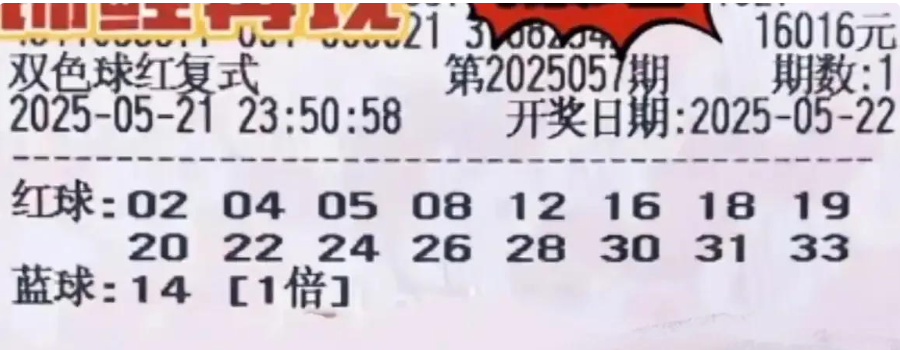 16016元
双色球红复式 第2025057期 期数:1
2025-05-21 23:50:58 开奖日期:2025-05-22
红球:02 04 05 08 12 16 18 19
20 22 24 26 28 30 31 33
蓝球:14 [1倍]